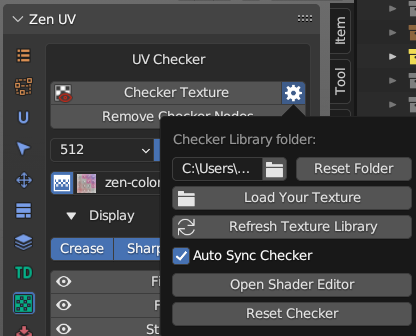 Zen UV
Item
Tool
UV Checker
Checker Texture
Remove Checker Nodes
512
zen-color
Display
Crease
Sharp
Fi
F
St
U
TD
Checker Library folder:
C:\Users\...
Reset Folder
Load Your Texture
Refresh Texture Library
Auto Sync Checker
Open Shader Editor
Reset Checker